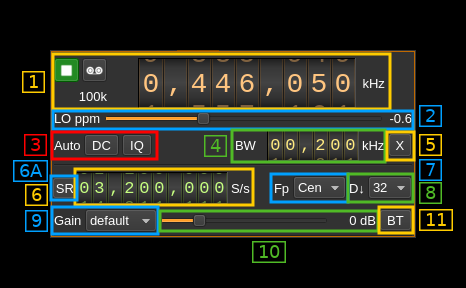 1 0,446,050 kHz
100k
LO ppm -0.6 2
3 Auto DC IQ 4 BW 00,200 kHz X 5
6A 7
6 SR 03,200,000 S/s Fp Cen D↓ 32 8
9 Gain default 0 dB BT 11
10